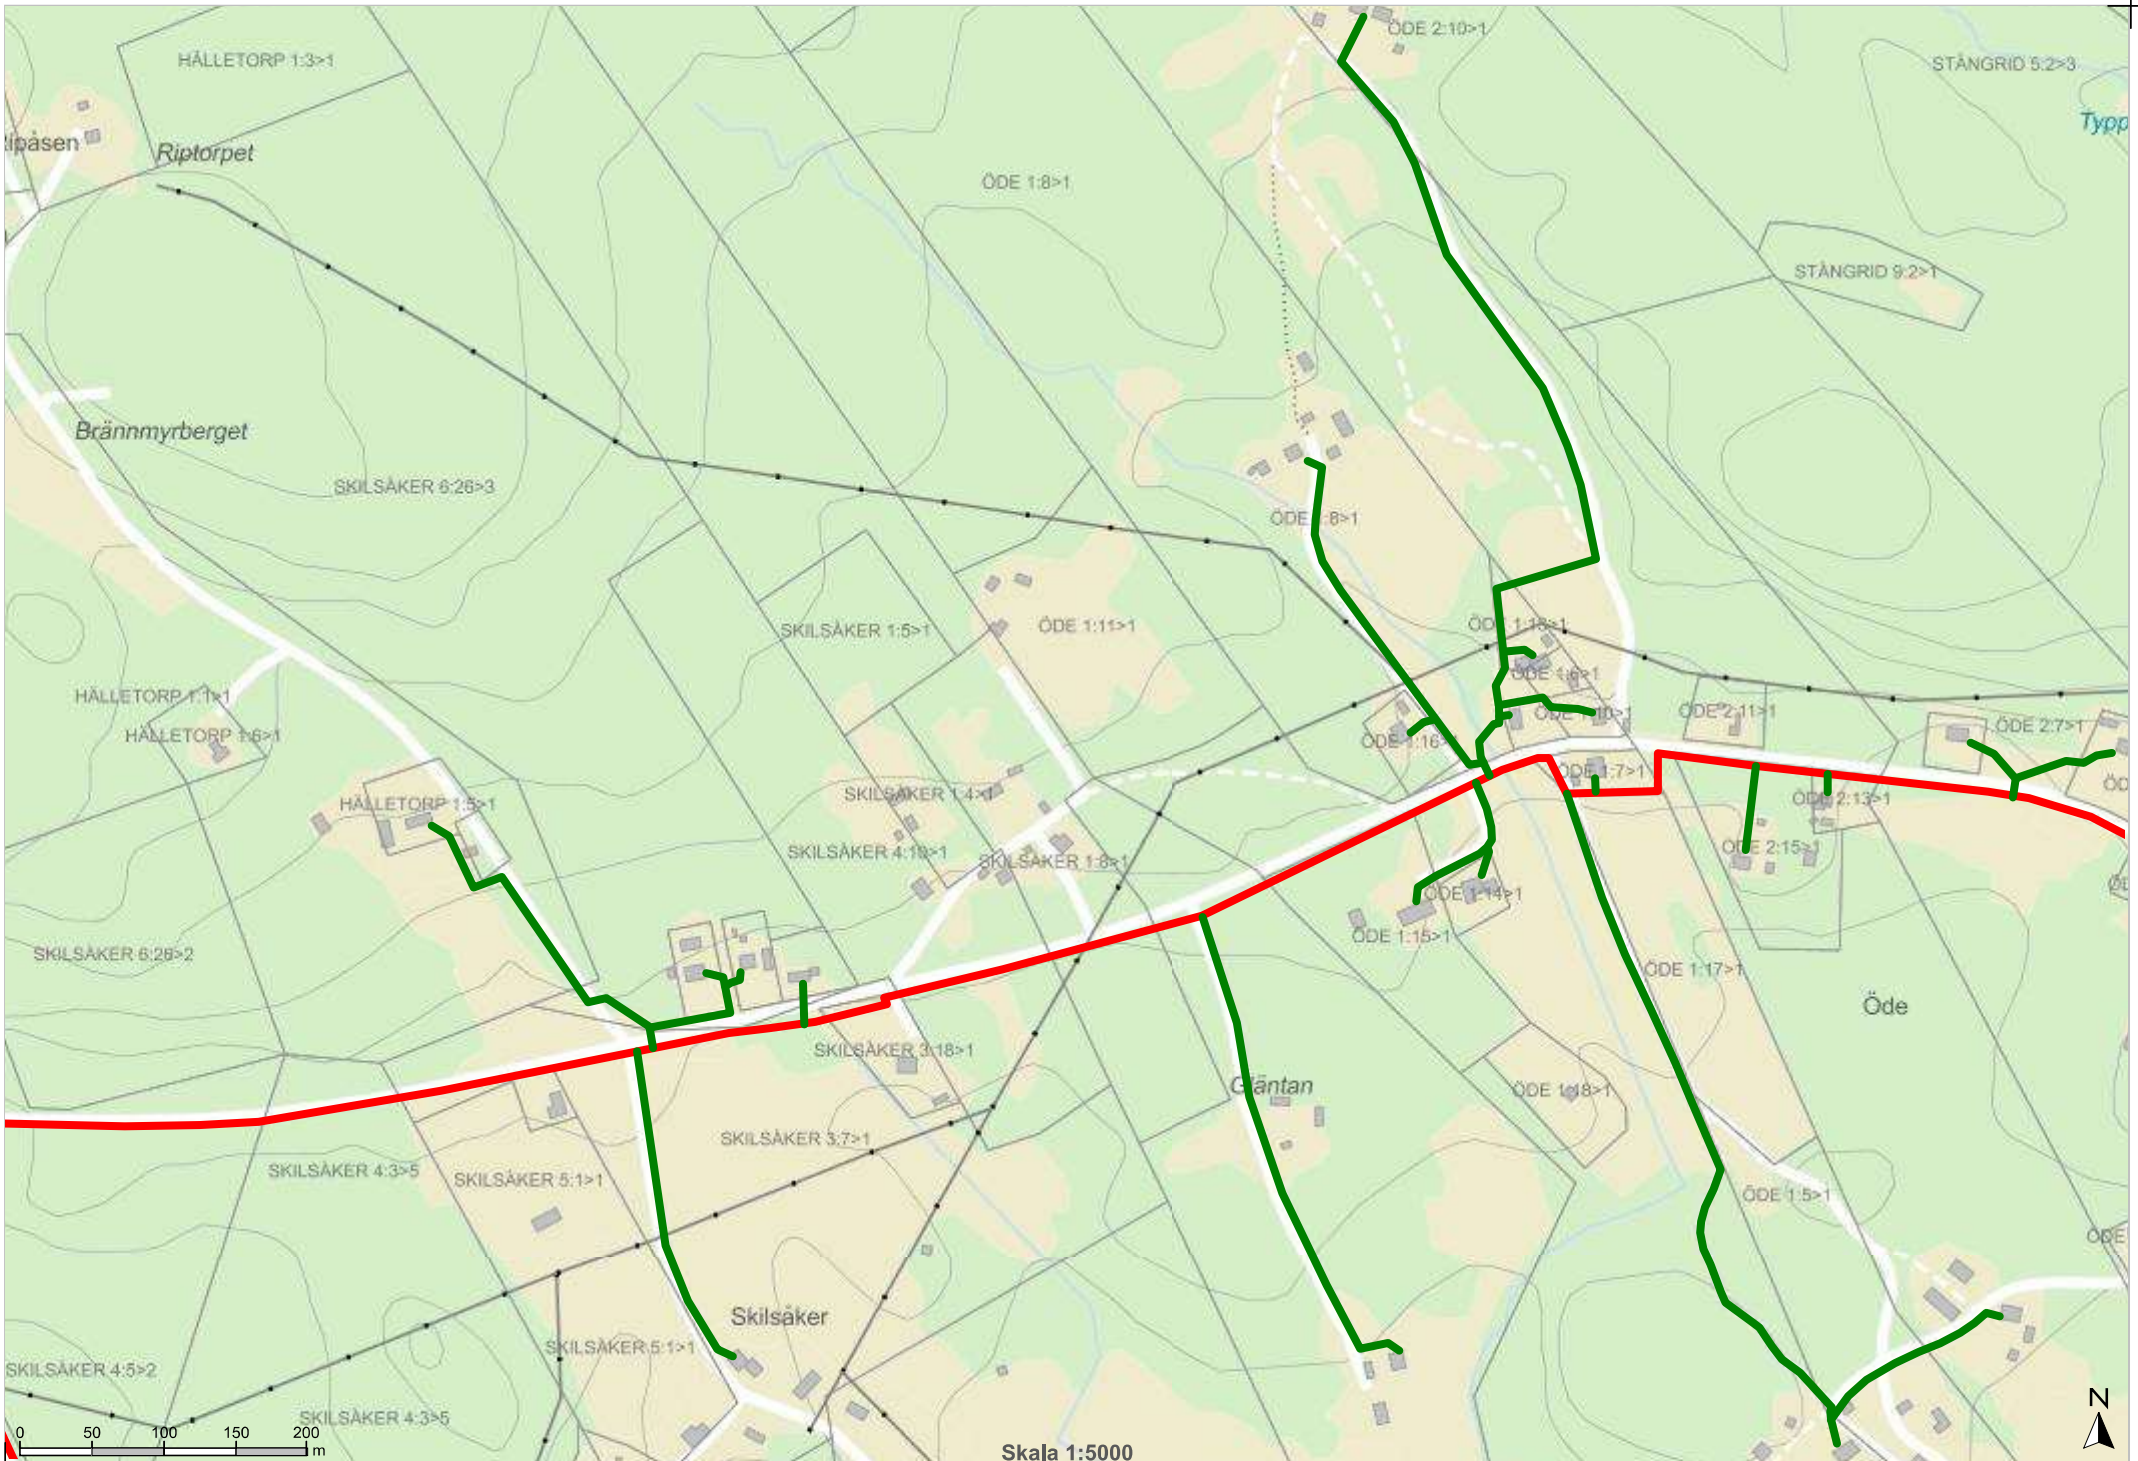 ÖDE 2:10>1
HÄLLETORP 1:3>1
STÅNGRID 5:2>3
Typp
Ripåsen
Riptorpet
ÖDE 1:8>1
STÅNGRID 9:2>1
Brännmyrberget
SKILSÅKER 6:26>3
ÖDE 1:8>1
SKILSÅKER 1:5>1
ÖDE 1:11>1
ÖDE 1:6>1
HÄLLETORP 1:1>1
HÄLLETORP 1:6>1
ÖDE 1:10>1
ÖDE 2:11>1
ÖDE 2:7>1
ÖDE 1:16>1
ÖDE 1:7>1
HÄLLETORP 1:5>1
SKILSÅKER 1:4>1
ÖDE 2:13>1
SKILSÅKER 4:10>1
SKILSÅKER 1:8>1
ÖDE 2:15>1
ÖDE 1:14>1
ÖDE 1:15>1
SKILSÅKER 6:26>2
ÖDE 1:17>1
Öde
SKILSÅKER 3:18>1
Gläntan
ÖDE 1:18>1
SKILSÅKER 3:7>1
SKILSÅKER 4:3>5
SKILSÅKER 5:1>1
ÖDE 1:5>1
ÖDE
Skilsåker
SKILSÅKER 5:1>1
SKILSÅKER 4:5>2
SKILSÅKER 4:3>5
N
0 50 100 150 200
m
Skala 1:5000